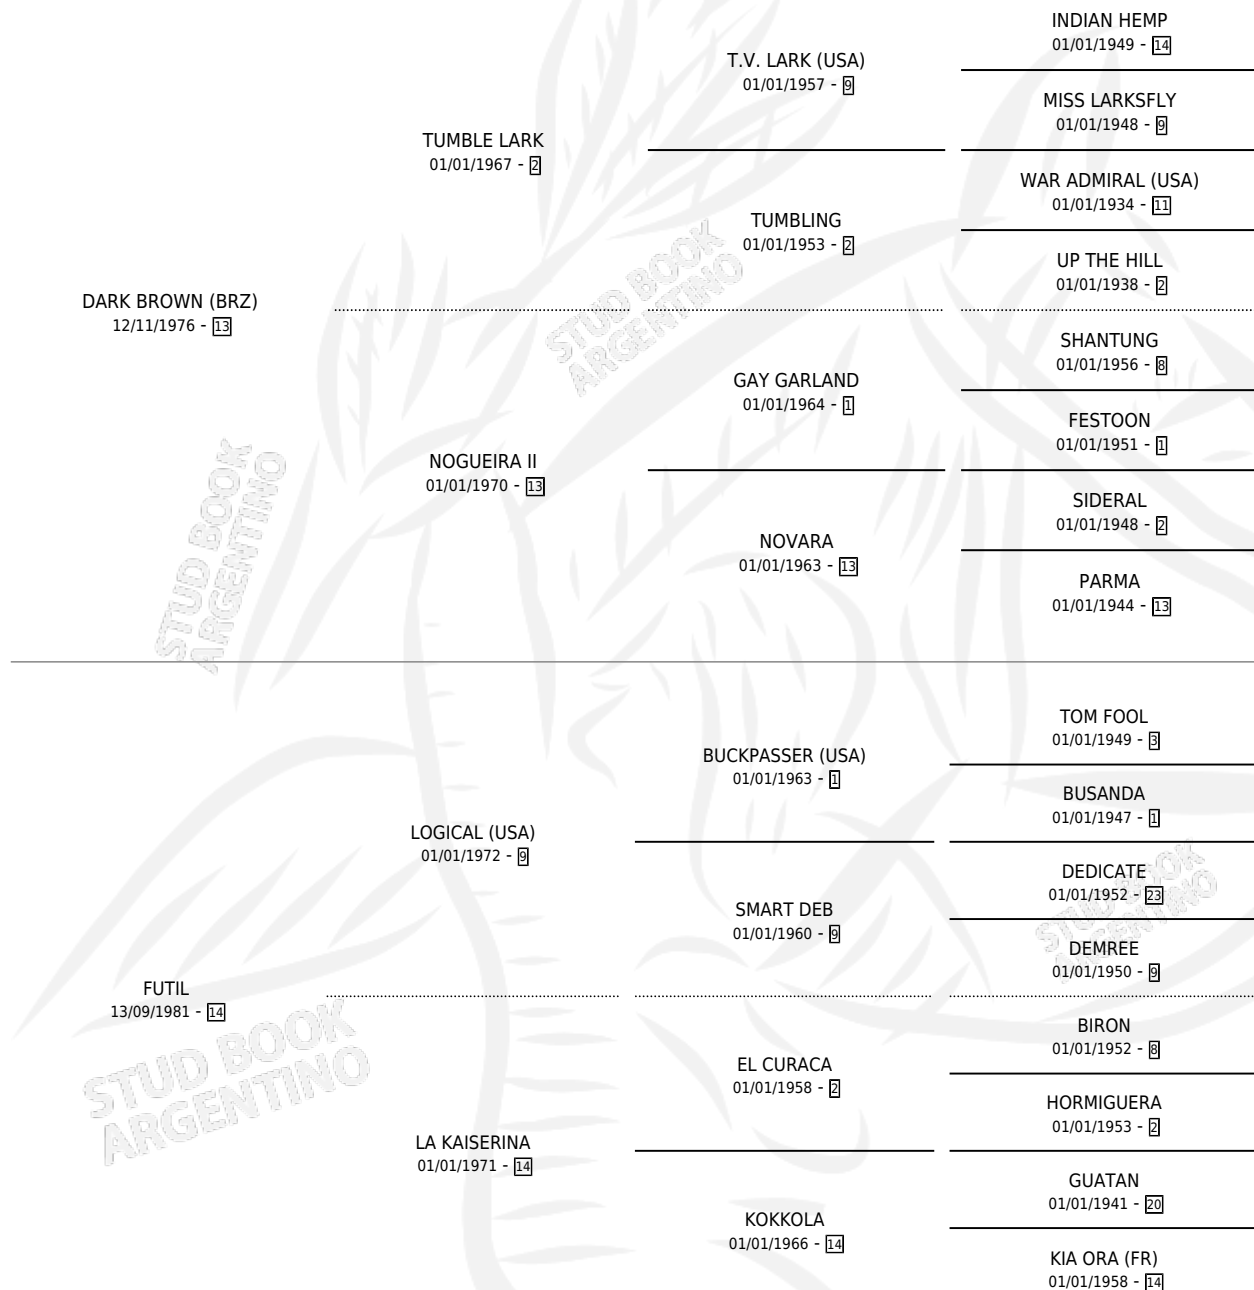 INDIAN HEMP
01/01/1949 - 14
T.V. LARK (USA)
01/01/1957 - 9
MISS LARKSFLY
01/01/1948 - 9
TUMBLE LARK
01/01/1967 - 2
WAR ADMIRAL (USA)
01/01/1934 - 11
TUMBLING
01/01/1953 - 2
UP THE HILL
01/01/1938 - 2
DARK BROWN (BRZ)
12/11/1976 - 13
SHANTUNG
01/01/1956 - 8
GAY GARLAND
01/01/1964 - 1
FESTOON
01/01/1951 - 1
NOGUEIRA II
01/01/1970 - 13
SIDERAL
01/01/1948 - 2
NOVARA
01/01/1963 - 13
PARMA
01/01/1944 - 13
TOM FOOL
01/01/1949 - 3
BUCKPASSER (USA)
01/01/1963 - 1
BUSANDA
01/01/1947 - 1
LOGICAL (USA)
01/01/1972 - 9
DEDICATE
01/01/1952 - 23
SMART DEB
01/01/1960 - 9
DEMREE
01/01/1950 - 9
FUTIL
13/09/1981 - 14
BIRON
01/01/1952 - 8
EL CURACA
01/01/1958 - 2
HORMIGUERA
01/01/1953 - 2
LA KAISERINA
01/01/1971 - 14
GUATAN
01/01/1941 - 20
KOKKOLA
01/01/1966 - 14
KIA ORA (FR)
01/01/1958 - 14
STUD BOOK
ARGENTINO
STUD BOOK
ARGENTINO
STUD BOOK
ARGENTINO
STUD BOOK
ARGENTINO